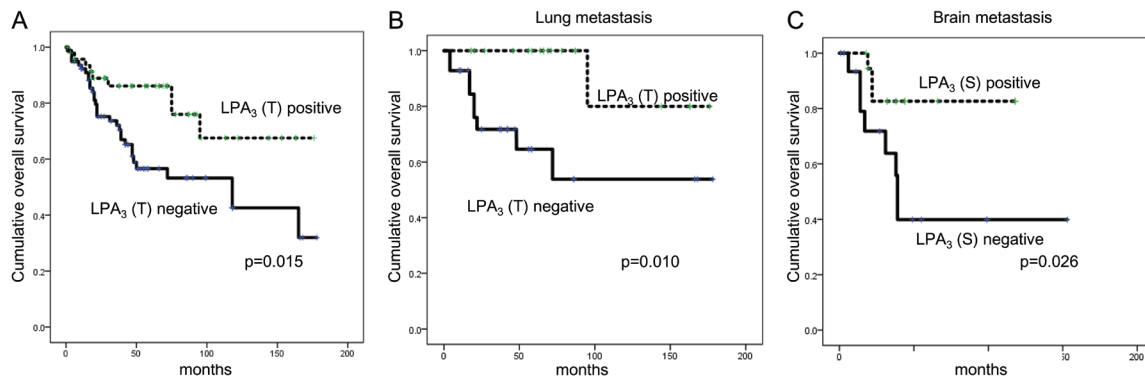 A
Cumulative overall survival
1.0
0.8
0.6
0.4
0.2
0.0
LPA₃ (T) positive
LPA₃ (T) negative
p=0.015
0 50 100 150 200
months
B
Lung metastasis
Cumulative overall survival
1.0
0.8
0.6
0.4
0.2
0.0
LPA₃ (T) positive
LPA₃ (T) negative
p=0.010
0 50 100 150 200
months
C
Brain metastasis
Cumulative overall survival
1.0
0.8
0.6
0.4
0.2
0.0
LPA₃ (S) positive
LPA₃ (S) negative
p=0.026
0 50 200
months